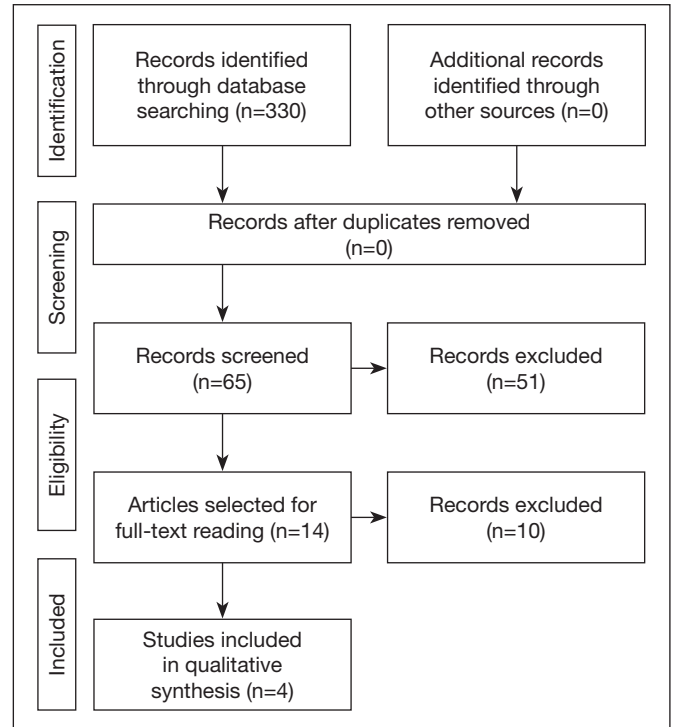 Identification
Records identified
through database
searching (n=330)
Additional records
identified through
other sources (n=0)
Screening
Records after duplicates removed
(n=0)
Records screened
(n=65)
Records excluded
(n=51)
Eligibility
Articles selected for
full-text reading (n=14)
Records excluded
(n=10)
Included
Studies included
in qualitative
synthesis (n=4)